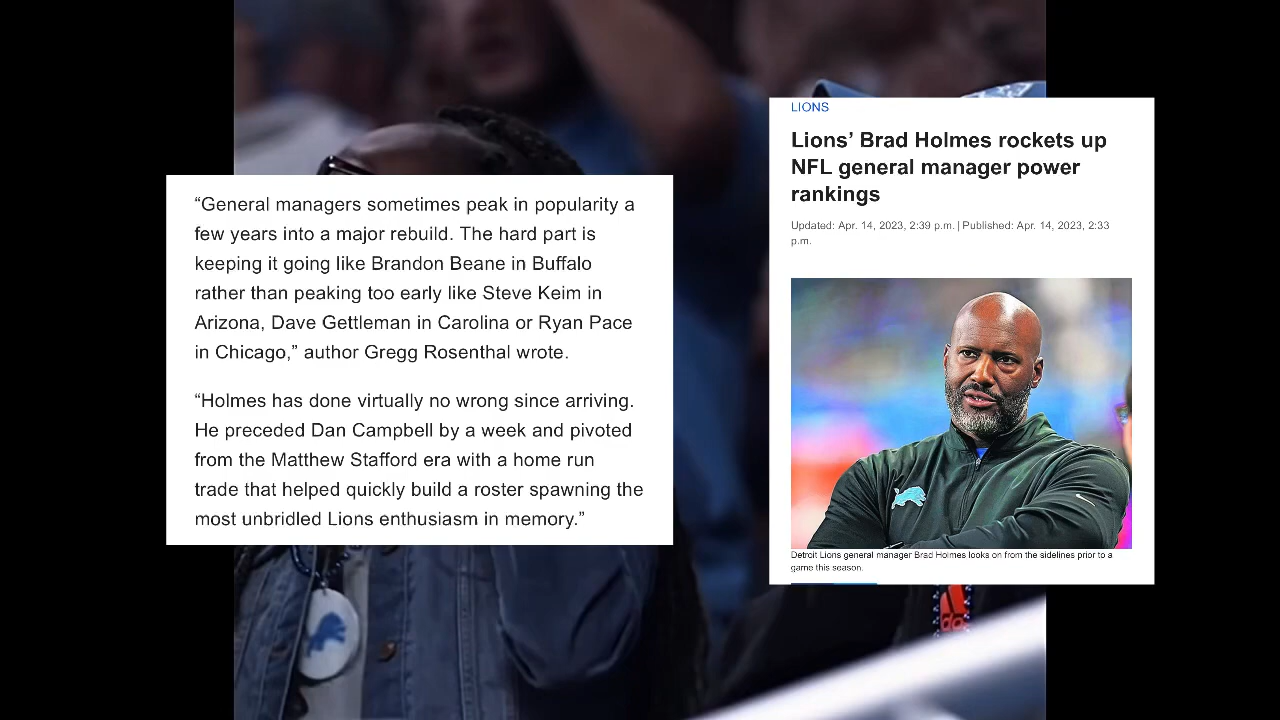 “General managers sometimes peak in popularity a
few years into a major rebuild. The hard part is
keeping it going like Brandon Beane in Buffalo
rather than peaking too early like Steve Keim in
Arizona, Dave Gettleman in Carolina or Ryan Pace
in Chicago,” author Gregg Rosenthal wrote.
“Holmes has done virtually no wrong since arriving.
He preceded Dan Campbell by a week and pivoted
from the Matthew Stafford era with a home run
trade that helped quickly build a roster spawning the
most unbridled Lions enthusiasm in memory.”
LIONS
Lions’ Brad Holmes rockets up
NFL general manager power
rankings
Updated: Apr. 14, 2023, 2:39 p.m. | Published: Apr. 14, 2023, 2:33
p.m.
Detroit Lions general manager Brad Holmes looks on from the sidelines prior to a
game this season.